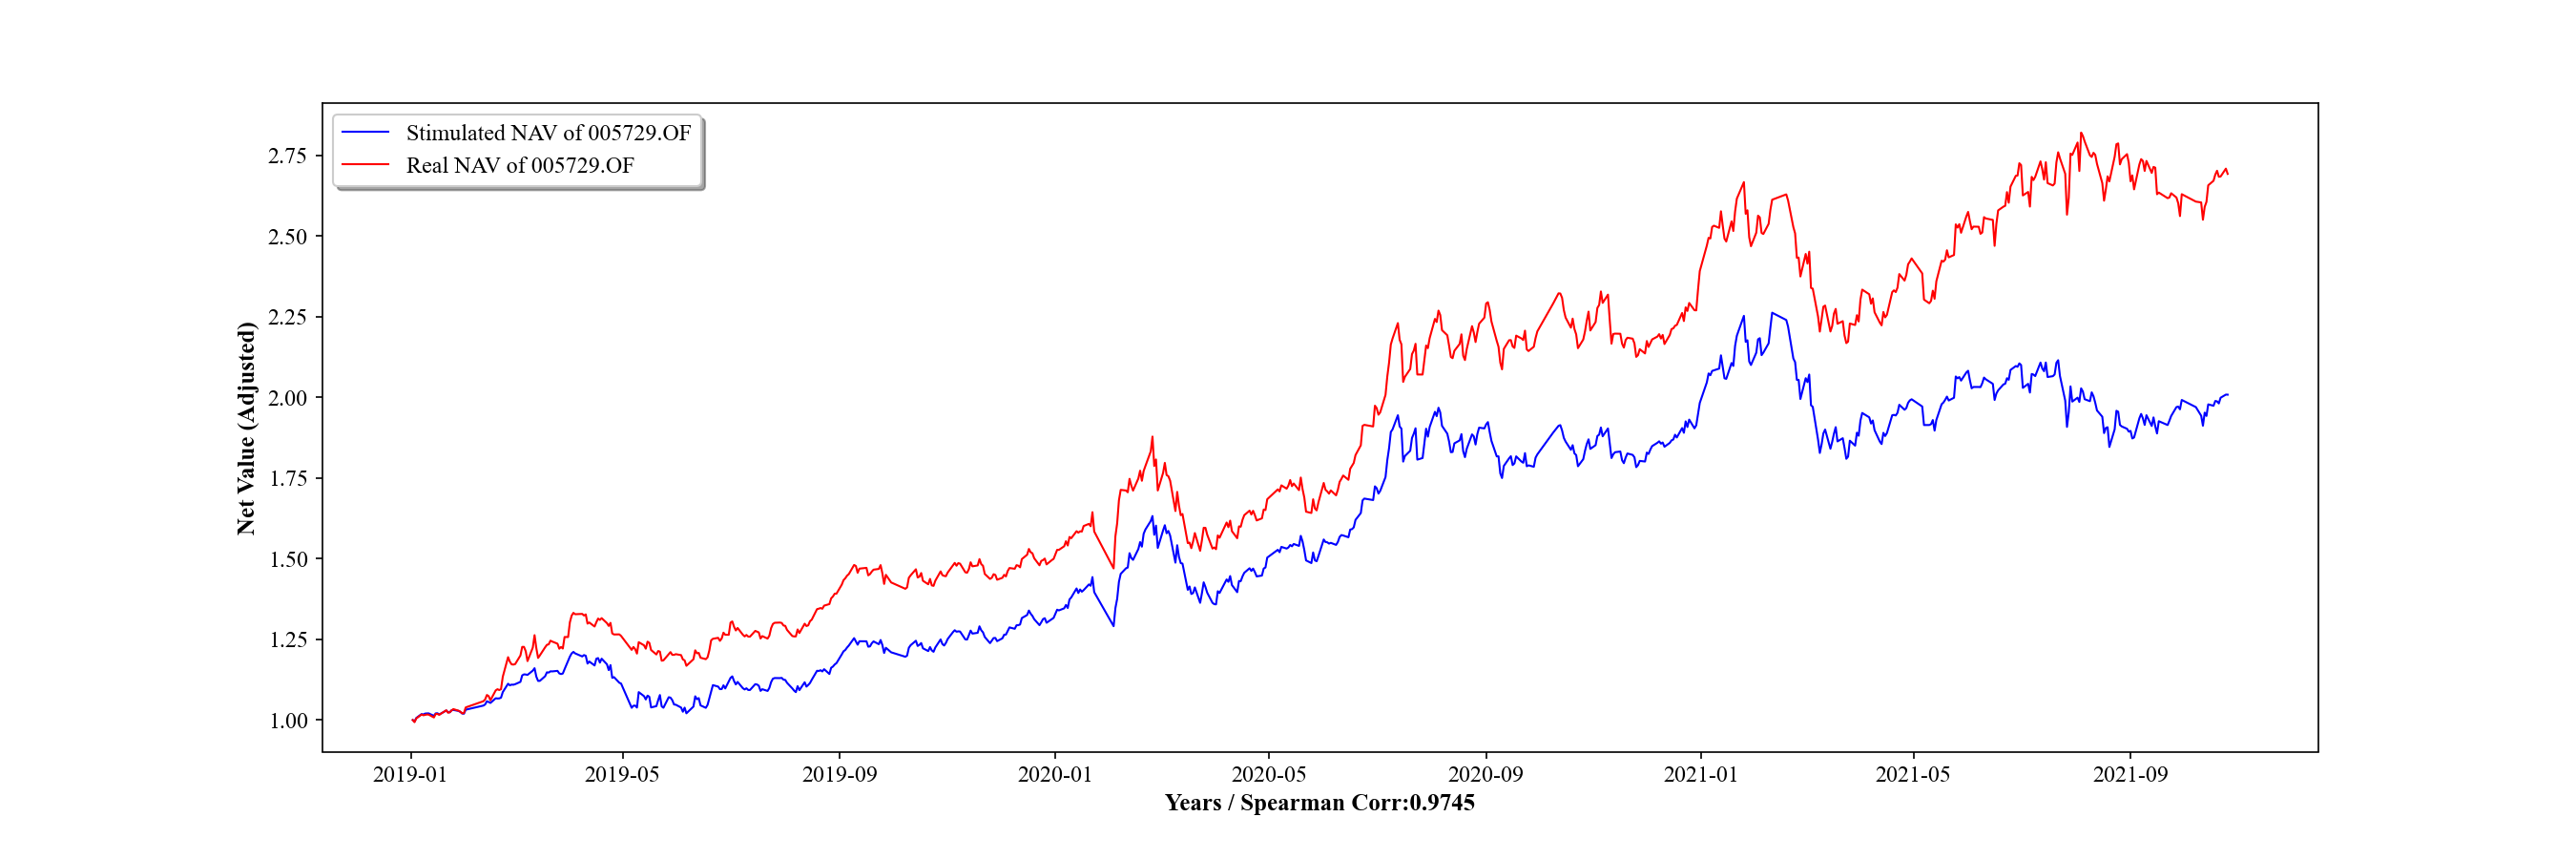 Stimulated NAV of 005729.OF
Real NAV of 005729.OF
2.75
2.50
2.25
2.00
1.75
1.50
1.25
1.00
Net Value (Adjusted)
2019-01 2019-05 2019-09 2020-01 2020-05 2020-09 2021-01 2021-05 2021-09
Years / Spearman Corr:0.9745